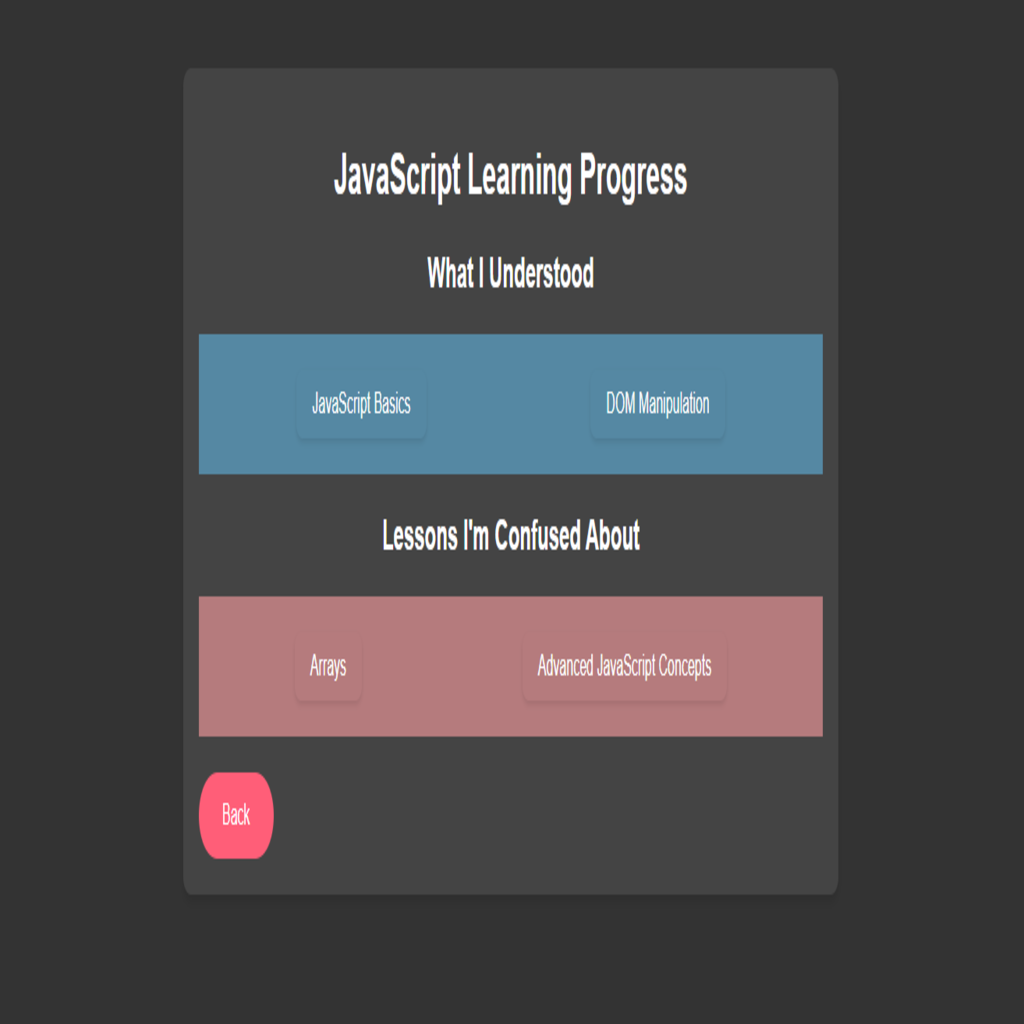 JavaScript Learning Progress
What I Understood
JavaScript Basics
DOM Manipulation
Lessons I'm Confused About
Arrays
Advanced JavaScript Concepts
Back